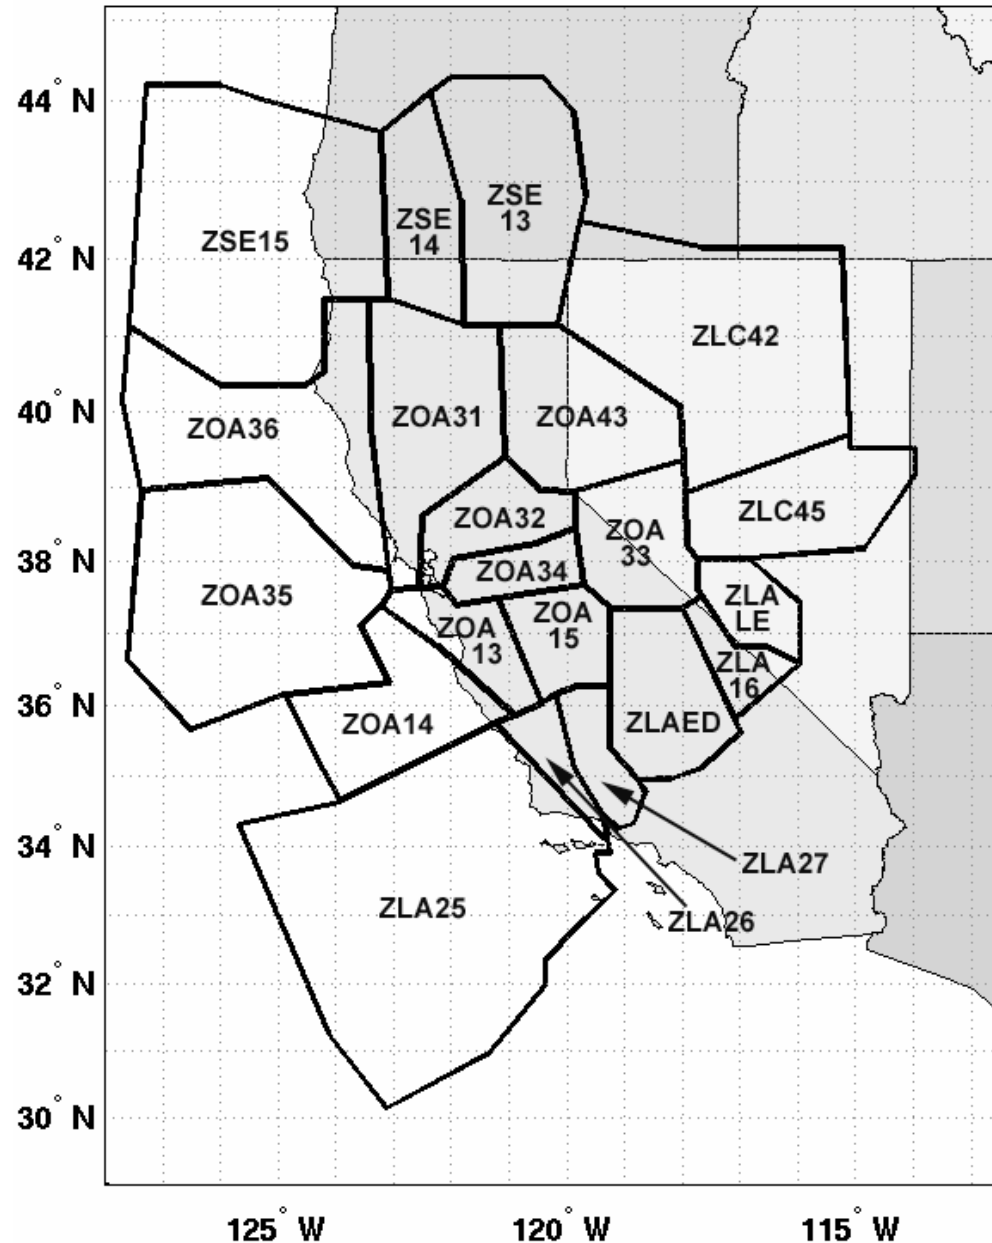 44° N
ZSE
13
ZSE
14
ZSE15
42° N
ZLC42
40° N
ZOA36
ZOA31
ZOA43
ZOA32
ZOA
33
ZLC45
38° N
ZOA34
ZOA35
ZLA
LE
ZOA
13
ZOA
15
ZLA
16
36° N
ZOA14
ZLAED
34° N
ZLA27
ZLA25
ZLA26
32° N
30° N
125° W
120° W
115° W